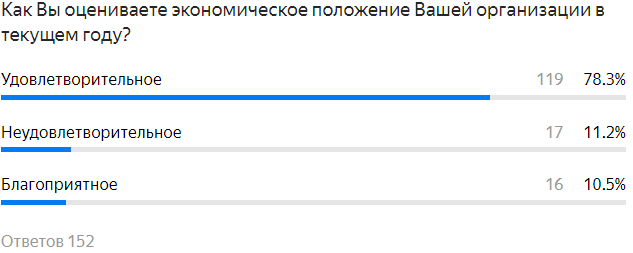 Как Вы оцениваете экономическое положение Вашей организации в
текущем году?
Удовлетворительное 119 78.3%
Неудовлетворительное 17 11.2%
Благоприятное 16 10.5%
Ответов 152